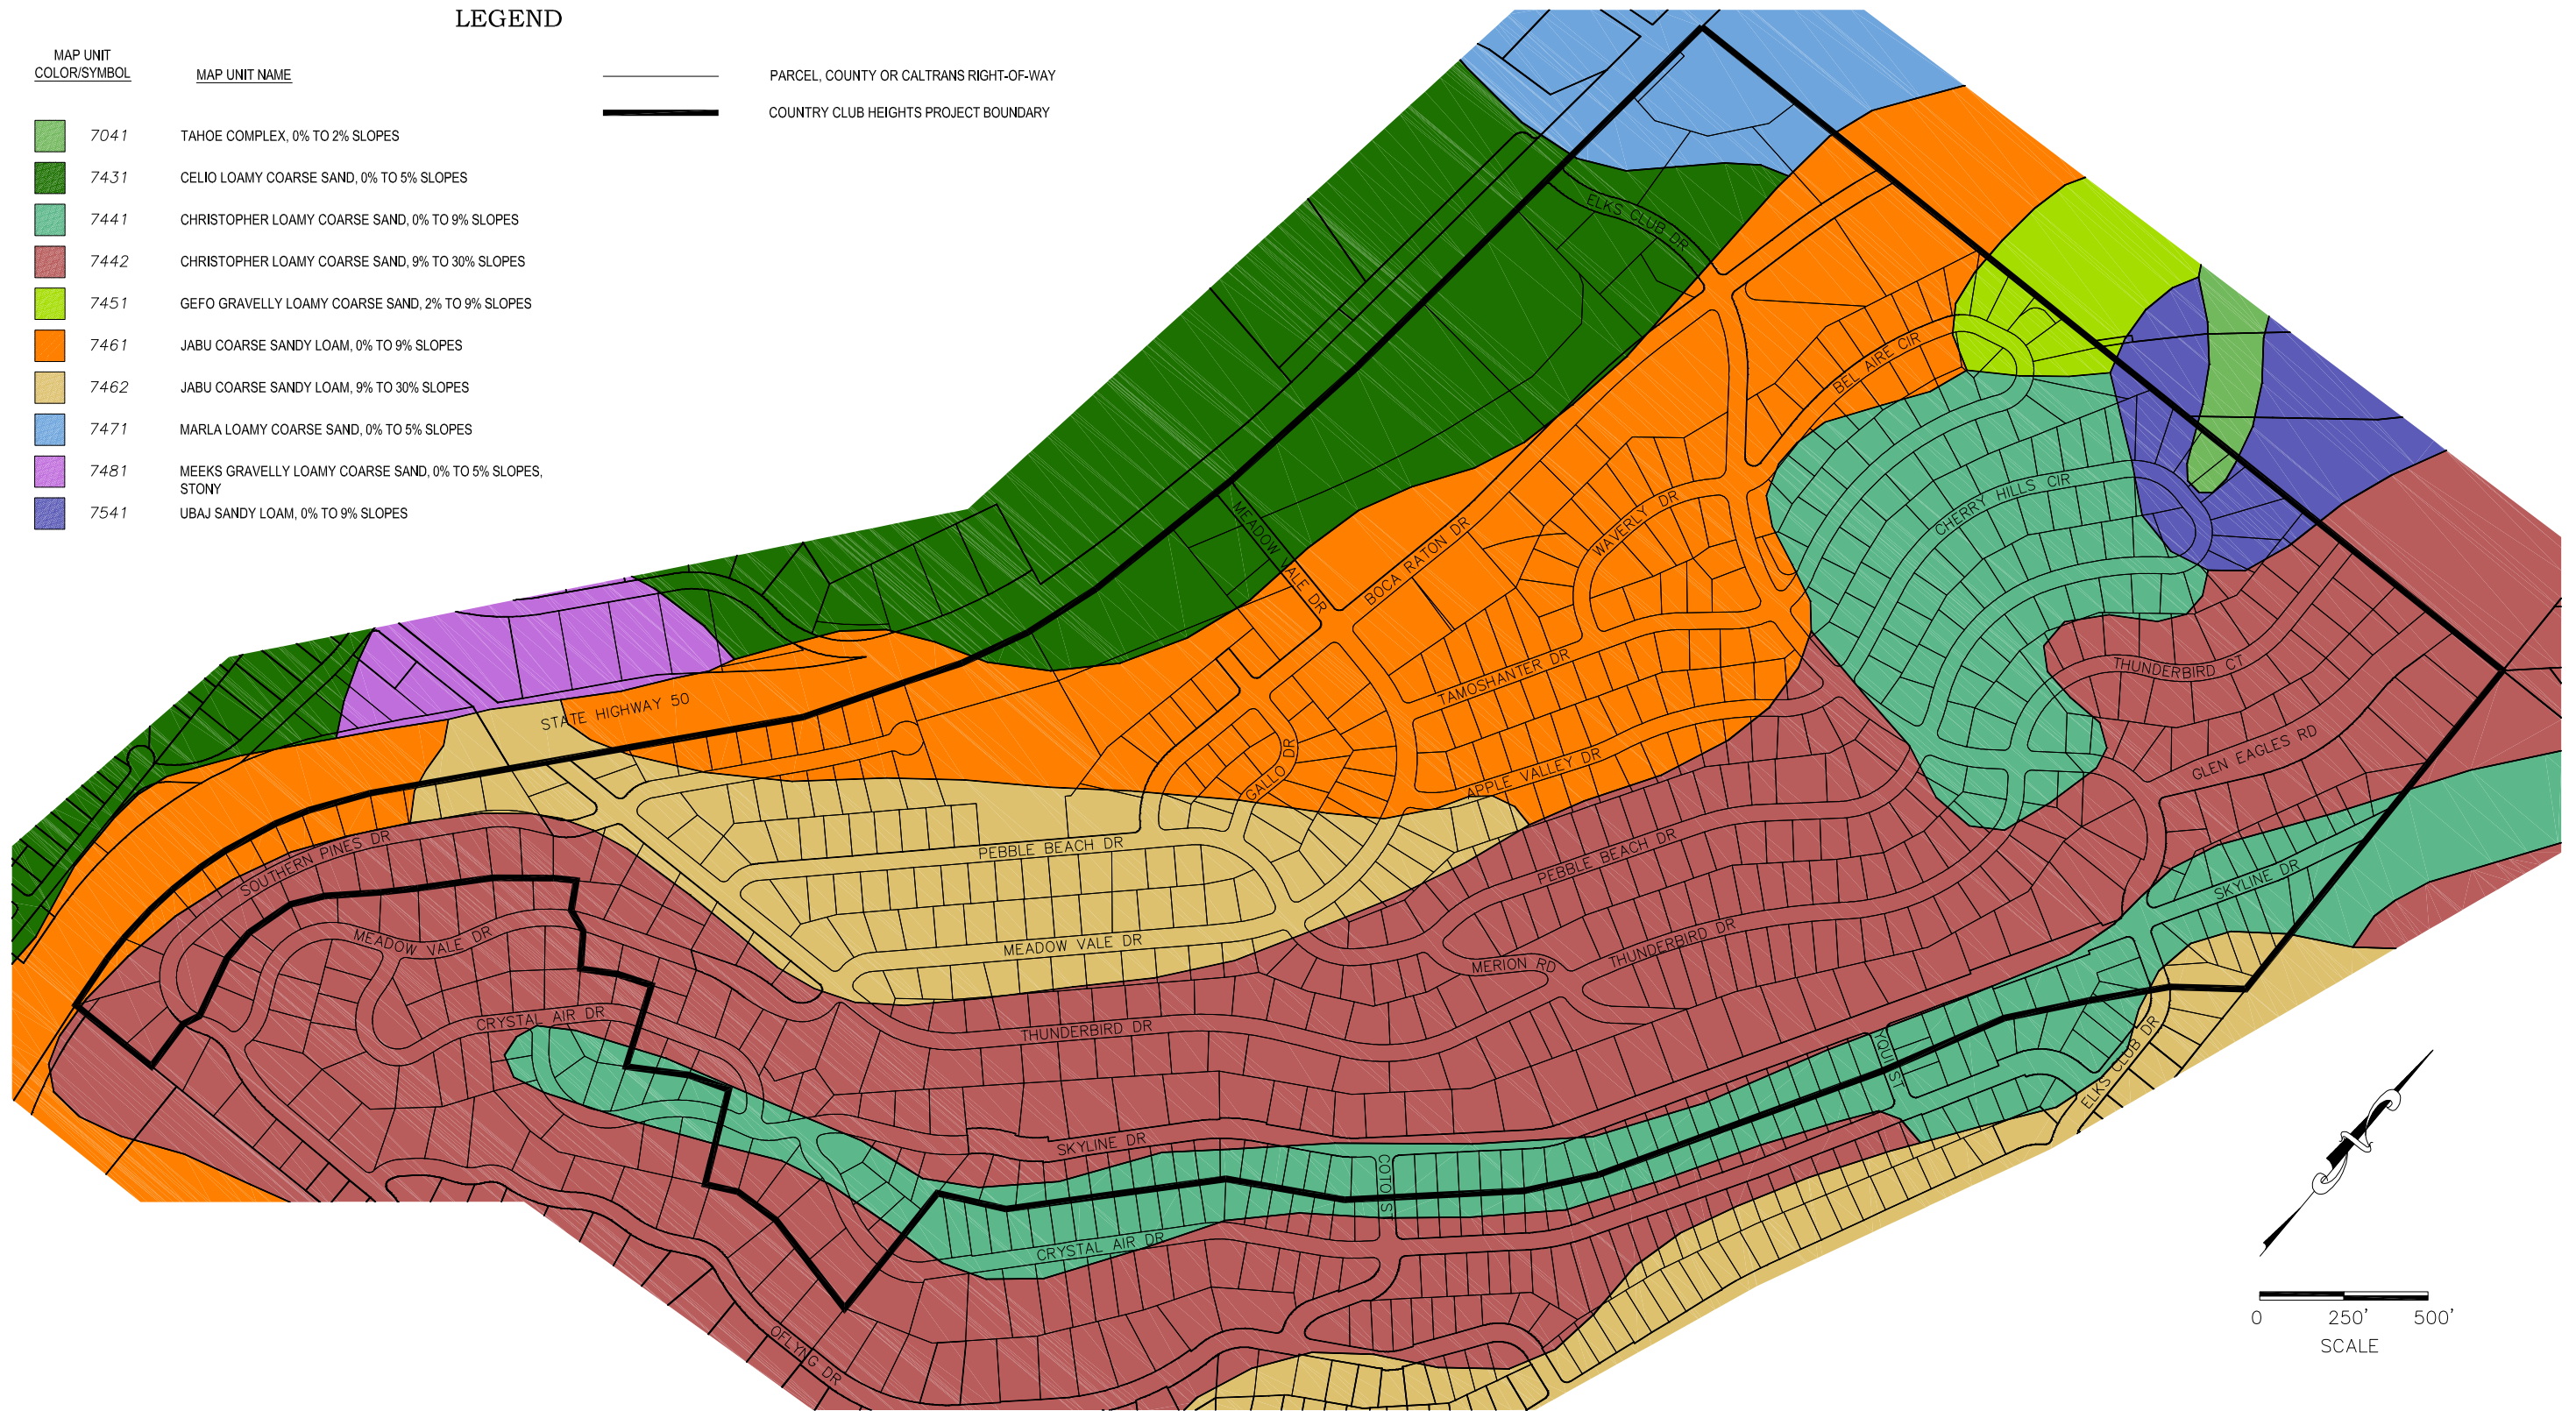 LEGEND
MAP UNIT
COLOR/SYMBOL
MAP UNIT NAME
PARCEL, COUNTY OR CALTRANS RIGHT-OF-WAY
COUNTRY CLUB HEIGHTS PROJECT BOUNDARY
7041 TAHOE COMPLEX, 0% TO 2% SLOPES
7431 CELIO LOAMY COARSE SAND, 0% TO 5% SLOPES
7441 CHRISTOPHER LOAMY COARSE SAND, 0% TO 9% SLOPES
7442 CHRISTOPHER LOAMY COARSE SAND, 9% TO 30% SLOPES
7451 GEFO GRAVELLY LOAMY COARSE SAND, 2% TO 9% SLOPES
7461 JABU COARSE SANDY LOAM, 0% TO 9% SLOPES
7462 JABU COARSE SANDY LOAM, 9% TO 30% SLOPES
7471 MARLA LOAMY COARSE SAND, 0% TO 5% SLOPES
7481 MEEKS GRAVELLY LOAMY COARSE SAND, 0% TO 5% SLOPES,
STONY
7541 UBAJ SANDY LOAM, 0% TO 9% SLOPES
ELKS CLUB DR
BEL AIRE CIR
CHERRY HILLS CIR
WAVERLY DR
BOCA RATON DR
MEADOW VALE DR
TAMOSHANTER DR
THUNDERBIRD CT
GLEN EAGLES RD
STATE HIGHWAY 50
GALLO DR
APPLE VALLEY DR
PEBBLE BEACH DR
PEBBLE BEACH DR
SOUTHERN PINES DR
SKYLINE DR
MEADOW VALE DR
MEADOW VALE DR
MERION RD
THUNDERBIRD DR
CRYSTAL AIR DR
THUNDERBIRD DR
YQUI ST
ELKS CLUB DR
SKYLINE DR
COTO ST
CRYSTAL AIR DR
OFLYNG DR
0 250' 500'
SCALE